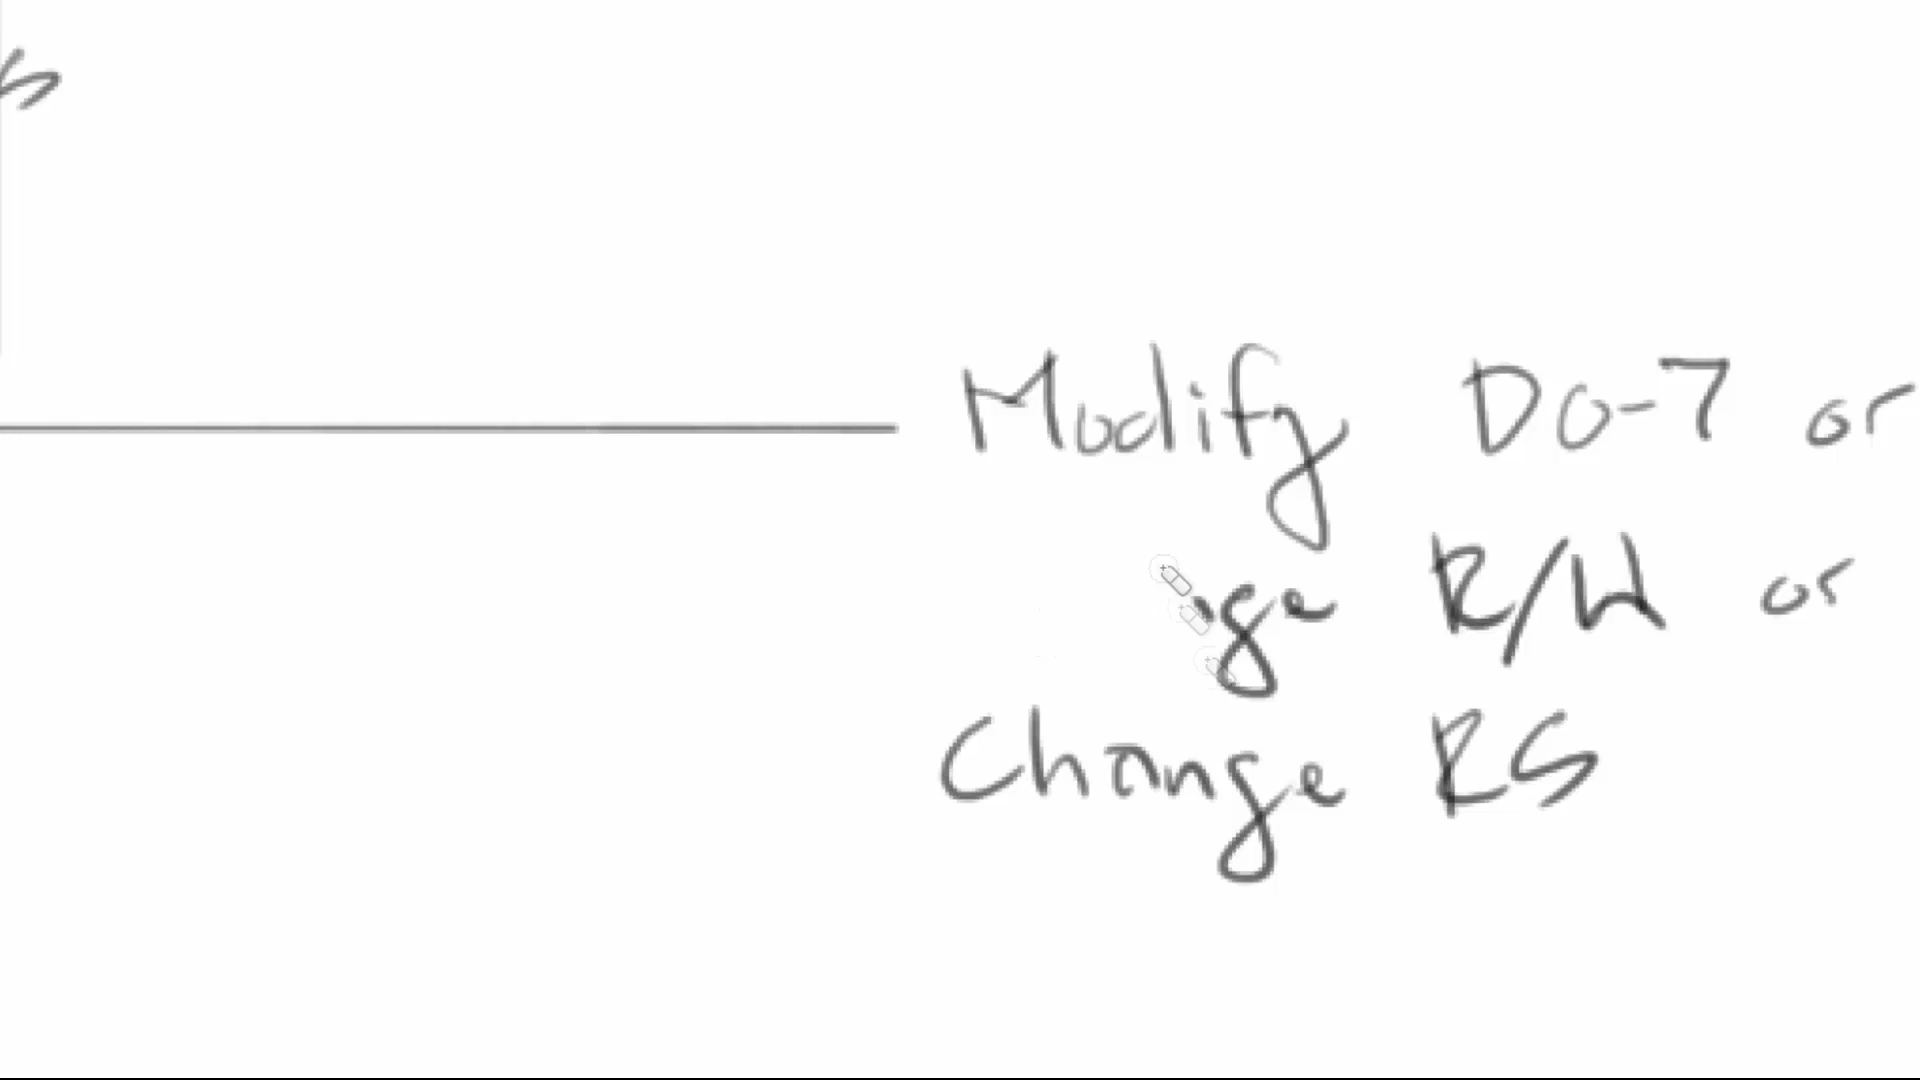 Modify D0-7 or
ge R/W or
Change RS